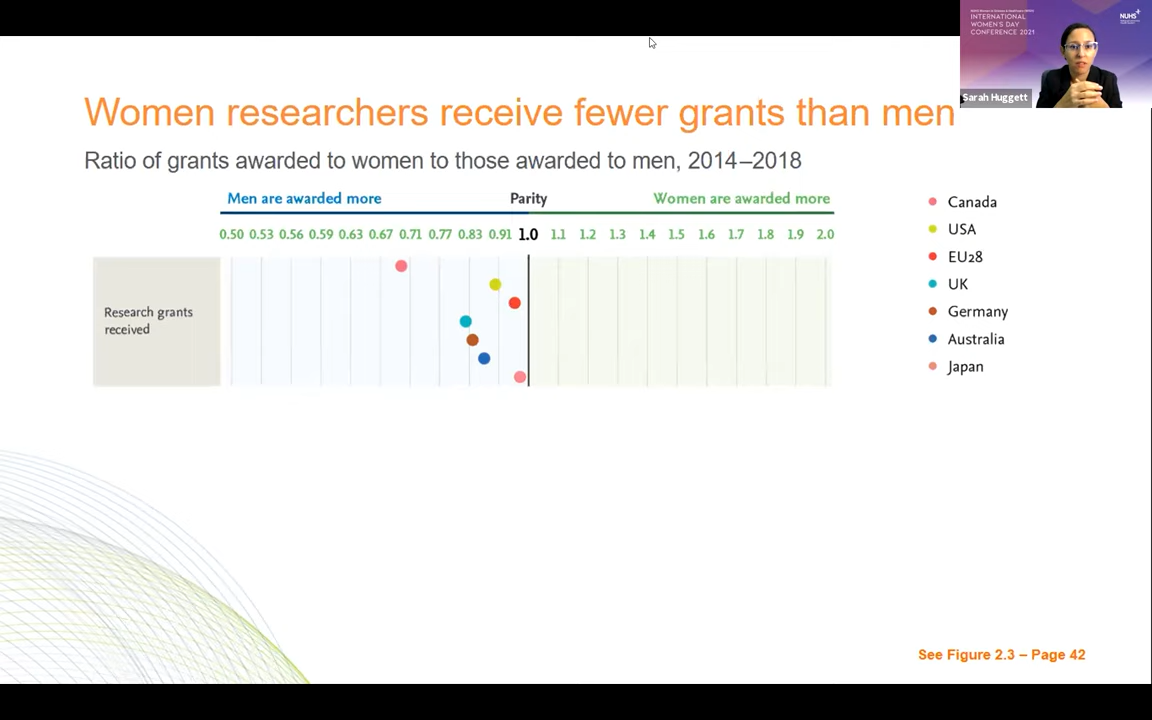 INTERNATIONAL
WOMEN'S DAY
CONFERENCE 2021
NUHS
Sarah Huggett
Women researchers receive fewer grants than men
Ratio of grants awarded to women to those awarded to men, 2014–2018
Men are awarded more Parity Women are awarded more
0.50 0.53 0.56 0.59 0.63 0.67 0.71 0.77 0.83 0.91 1.0 1.1 1.2 1.3 1.4 1.5 1.6 1.7 1.8 1.9 2.0
Research grants
received
Canada
USA
EU28
UK
Germany
Australia
Japan
See Figure 2.3 – Page 42